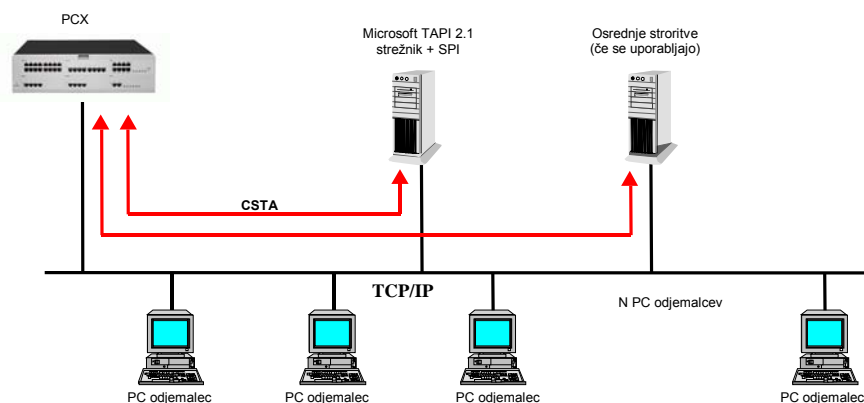 PCX
Microsoft TAPI 2.1
strežnik + SPI
Osrednje stroritve
(če se uporabljajo)
CSTA
TCP/IP
N PC odjemalcev
PC odjemalec
PC odjemalec
PC odjemalec
PC odjemalec